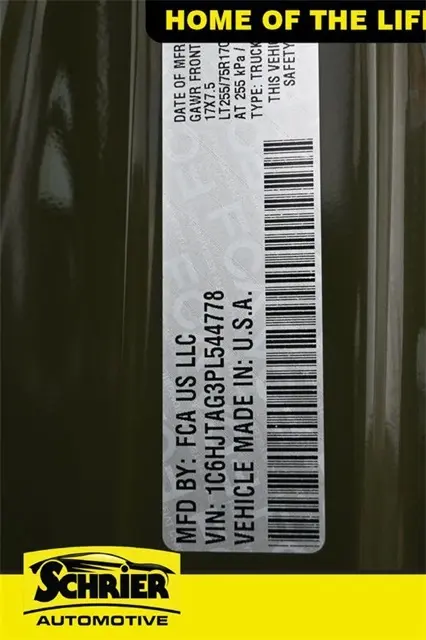 HOME OF THE LIF
DATE OF MFR
GAWR FRONT
17X7.5
LT255/75R17C
AT 255 kPa /
TYPE: TRUCK
THIS VEHIC
SAFETY
MFD BY: FCA US LLC
VIN: 1C6HJTAG3PL544778
VEHICLE MADE IN: U.S.A.
SCHRIER
AUTOMOTIVE